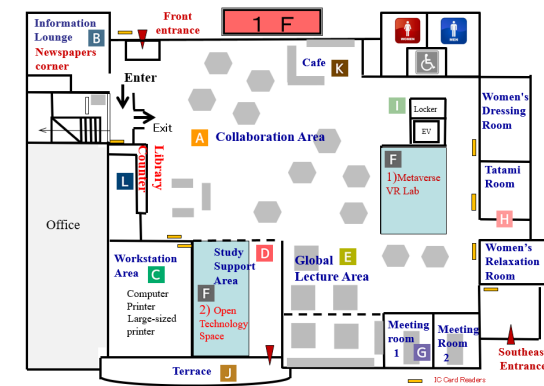 1 F
Information
Lounge B
Newspapers
corner
Front
entrance
WOMEN
MEN
Cafe
K
Enter
Exit
I
Locker
EV
Women's
Dressing
Room
A Collaboration Area
Library
Counter
L
F
1)Metaverse
VR Lab
Tatami
Room
H
Office
Workstation
Area
C
Computer
Printer
Large-sized
printer
Study
Support
Area
D
F
2) Open
Technology
Space
Global E
Lecture Area
Women's
Relaxation
Room
Meeting
room
1
G
Meeting
Room
2
Southeast
Entrance
Terrace J
IC Card Readers